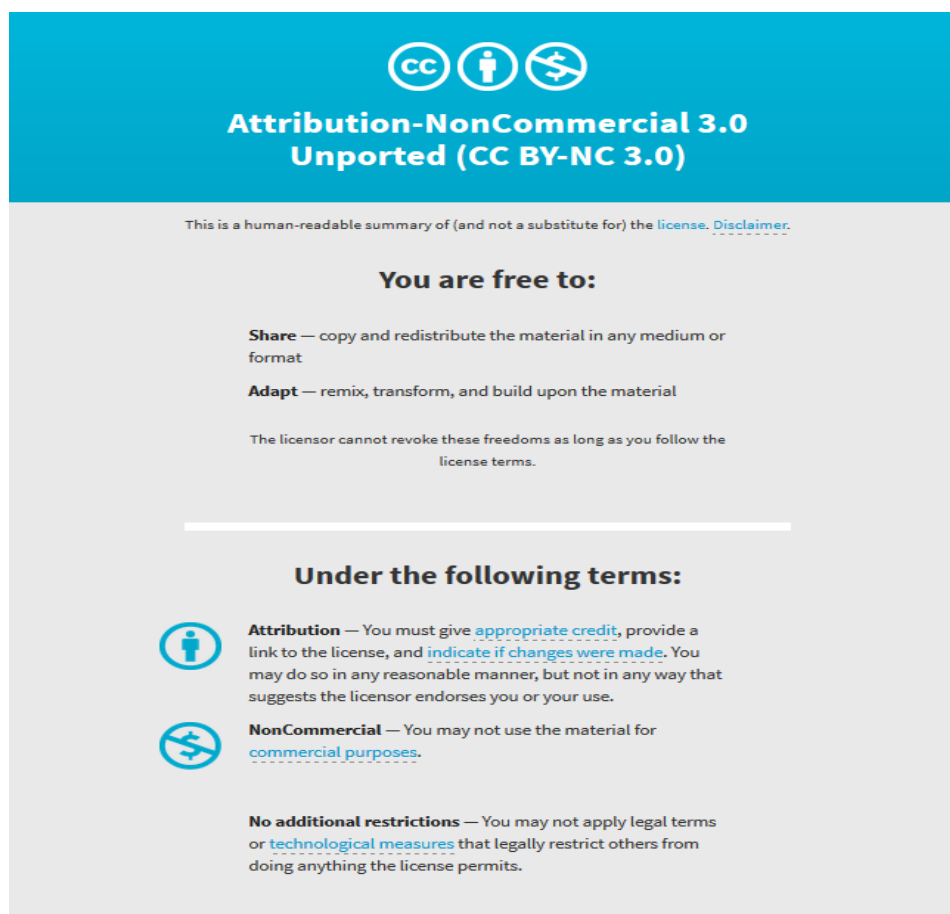 cc
Attribution-NonCommercial 3.0
Unported (CC BY-NC 3.0)
This is a human-readable summary of (and not a substitute for) the license. Disclaimer.
You are free to:
Share — copy and redistribute the material in any medium or
format
Adapt — remix, transform, and build upon the material
The licensor cannot revoke these freedoms as long as you follow the
license terms.
Under the following terms:
Attribution — You must give appropriate credit, provide a
link to the license, and indicate if changes were made. You
may do so in any reasonable manner, but not in any way that
suggests the licensor endorses you or your use.
NonCommercial — You may not use the material for
commercial purposes.
No additional restrictions — You may not apply legal terms
or technological measures that legally restrict others from
doing anything the license permits.